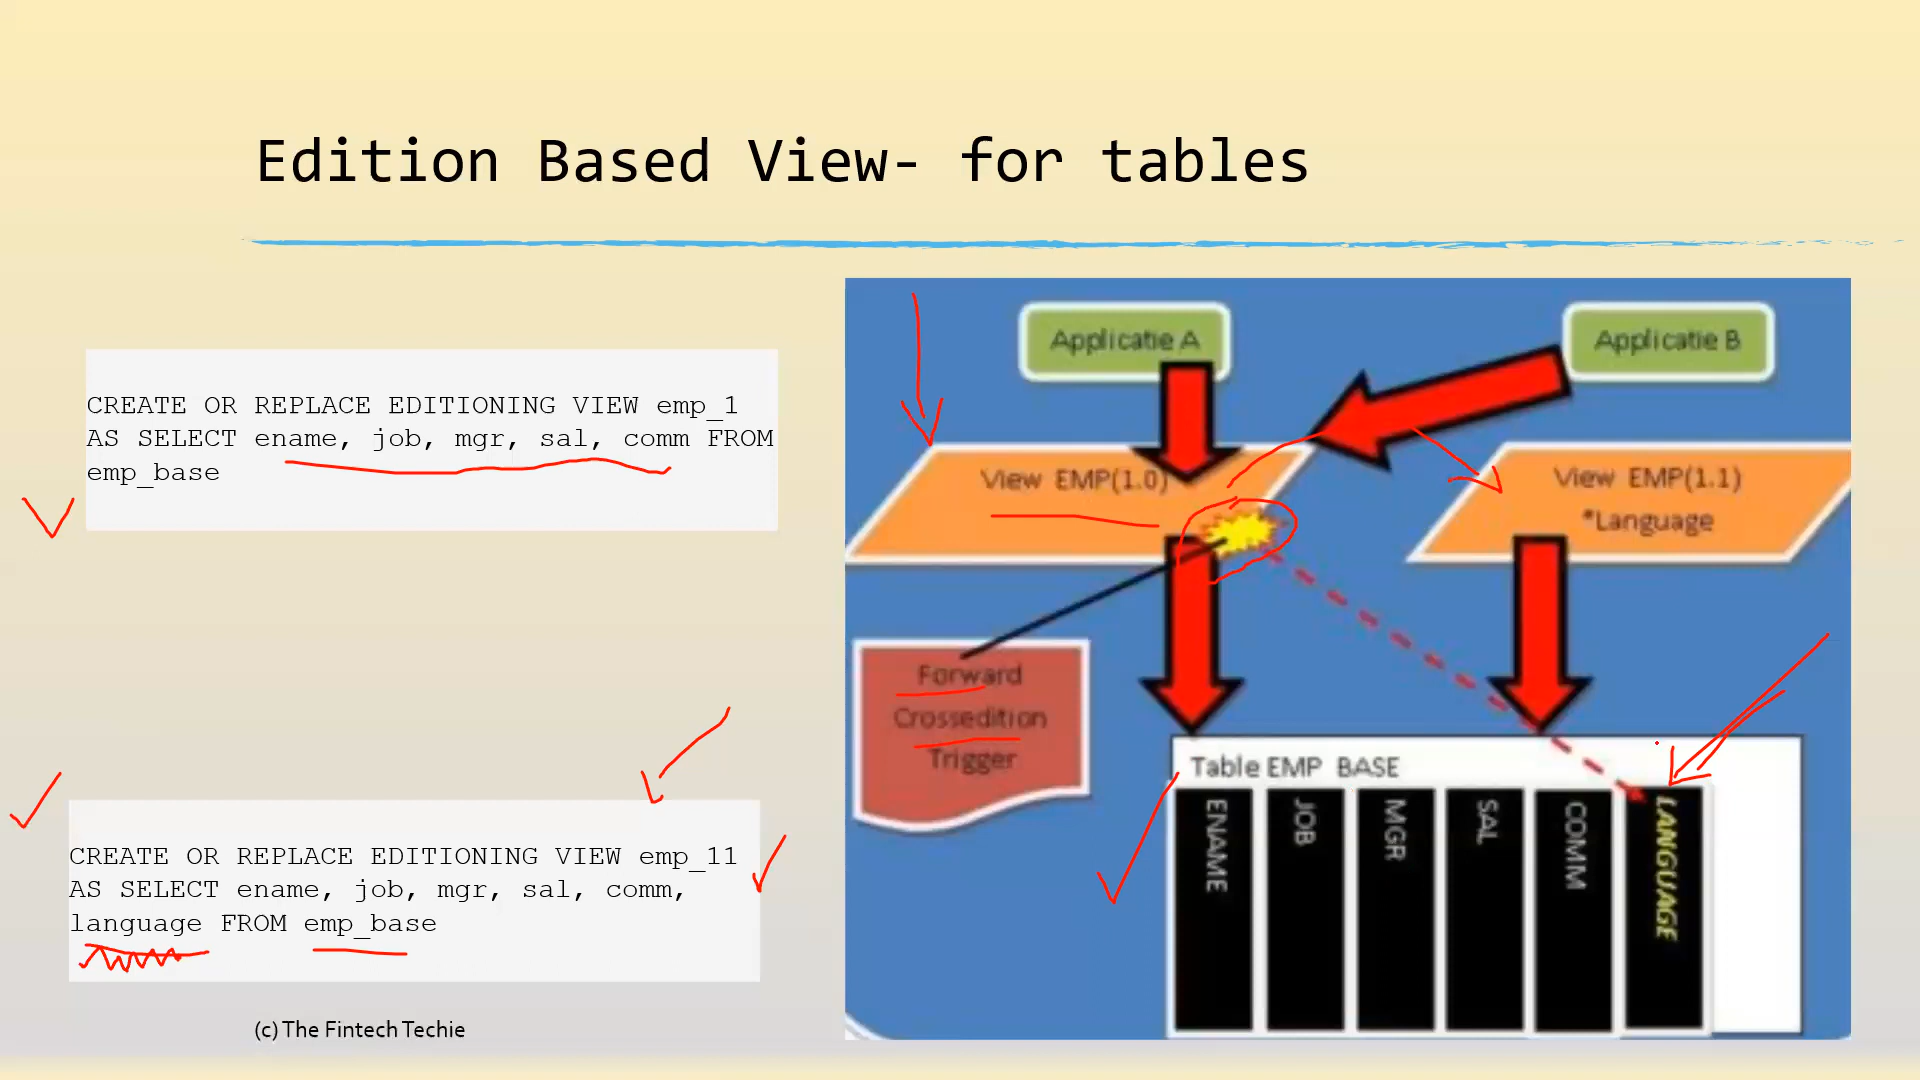 Edition Based View- for tables
CREATE OR REPLACE EDITIONING VIEW emp_1
AS SELECT ename, job, mgr, sal, comm FROM
emp_base
CREATE OR REPLACE EDITIONING VIEW emp_11
AS SELECT ename, job, mgr, sal, comm,
language FROM emp_base
(c) The Fintech Techie
Applicatie A
Applicatie B
View EMP(1.0)
View EMP(1.1)
*Language
Forward
Crossedition
Trigger
Table EMP BASE
ENAME
JOB
MGR
SAL
COMM
LANGUAGE